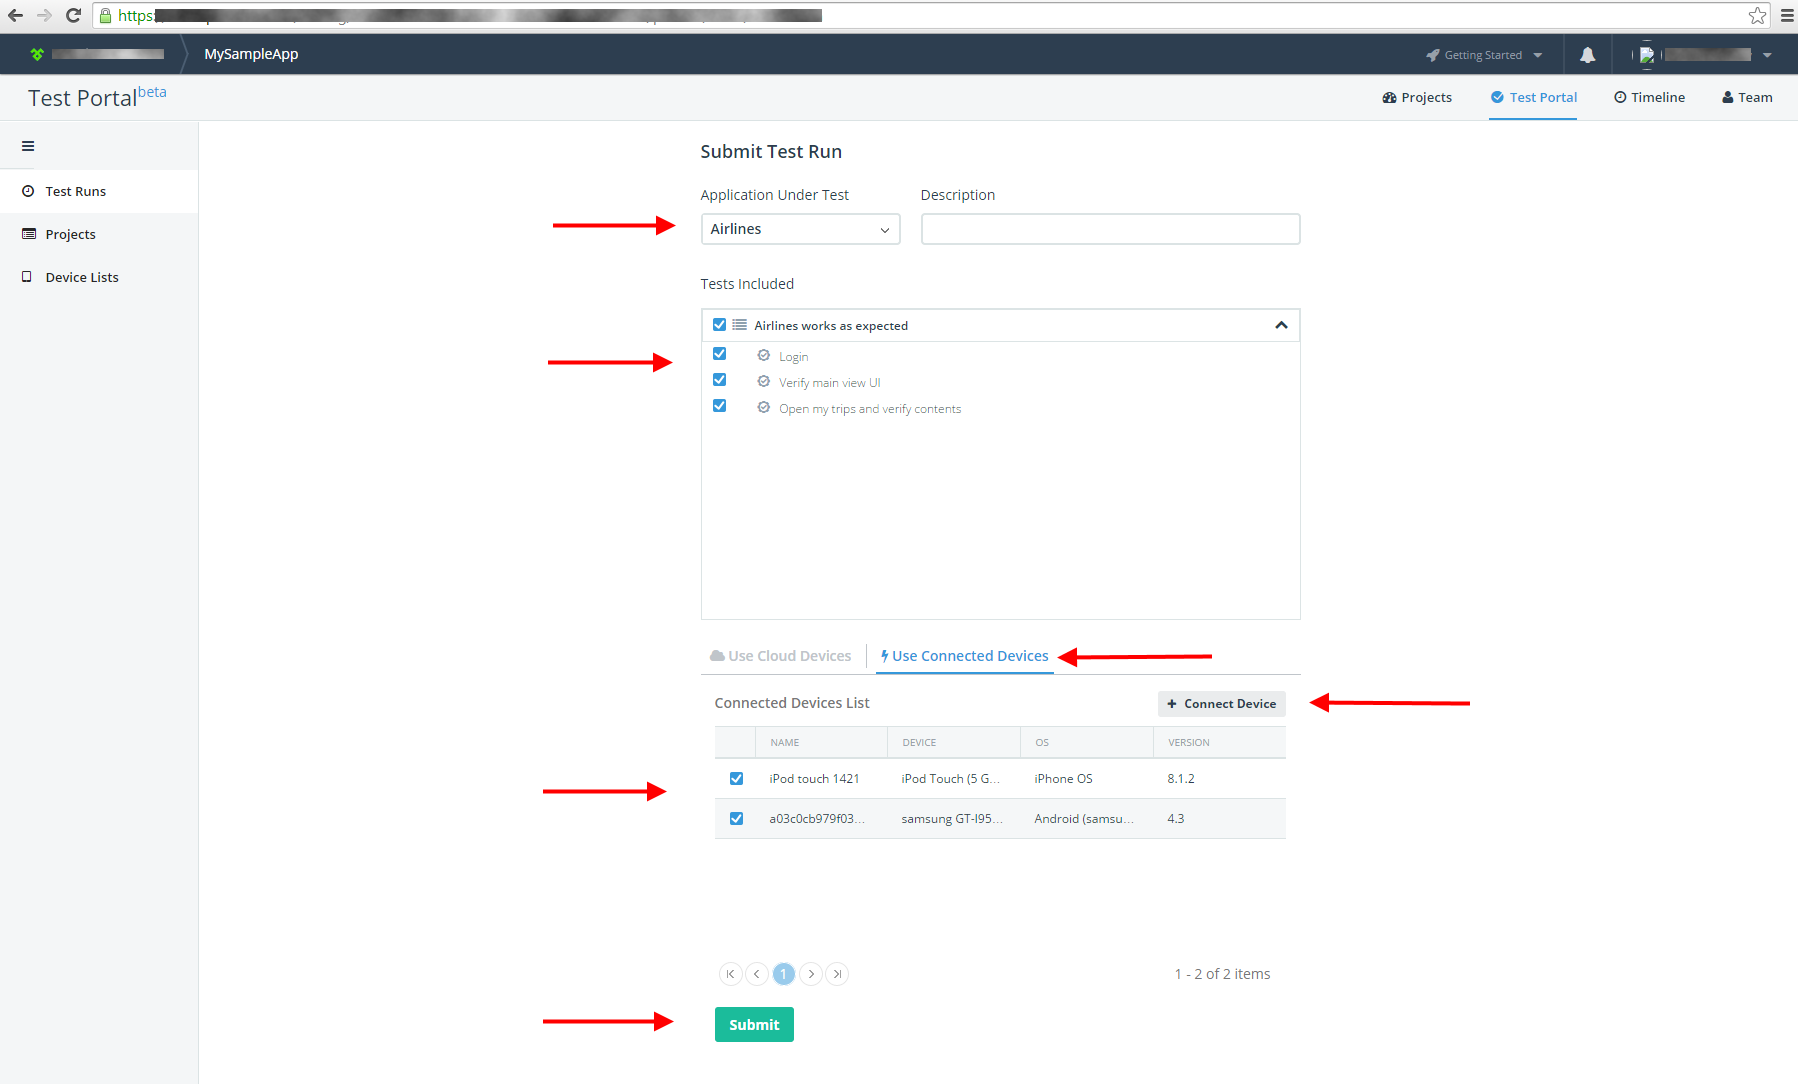 https:
MySampleApp
Getting Started
Test Portal beta
Projects
Test Portal
Timeline
Team
Test Runs
Projects
Device Lists
Submit Test Run
Application Under Test
Description
Airlines
Tests Included
Airlines works as expected
Login
Verify main view UI
Open my trips and verify contents
Use Cloud Devices
Use Connected Devices
Connected Devices List
+ Connect Device
NAME DEVICE OS VERSION
iPod touch 1421 iPod Touch (5 G... iPhone OS 8.1.2
a03c0cb979f03... samsung GT-I95... Android (samsu... 4.3
1
1 - 2 of 2 items
Submit